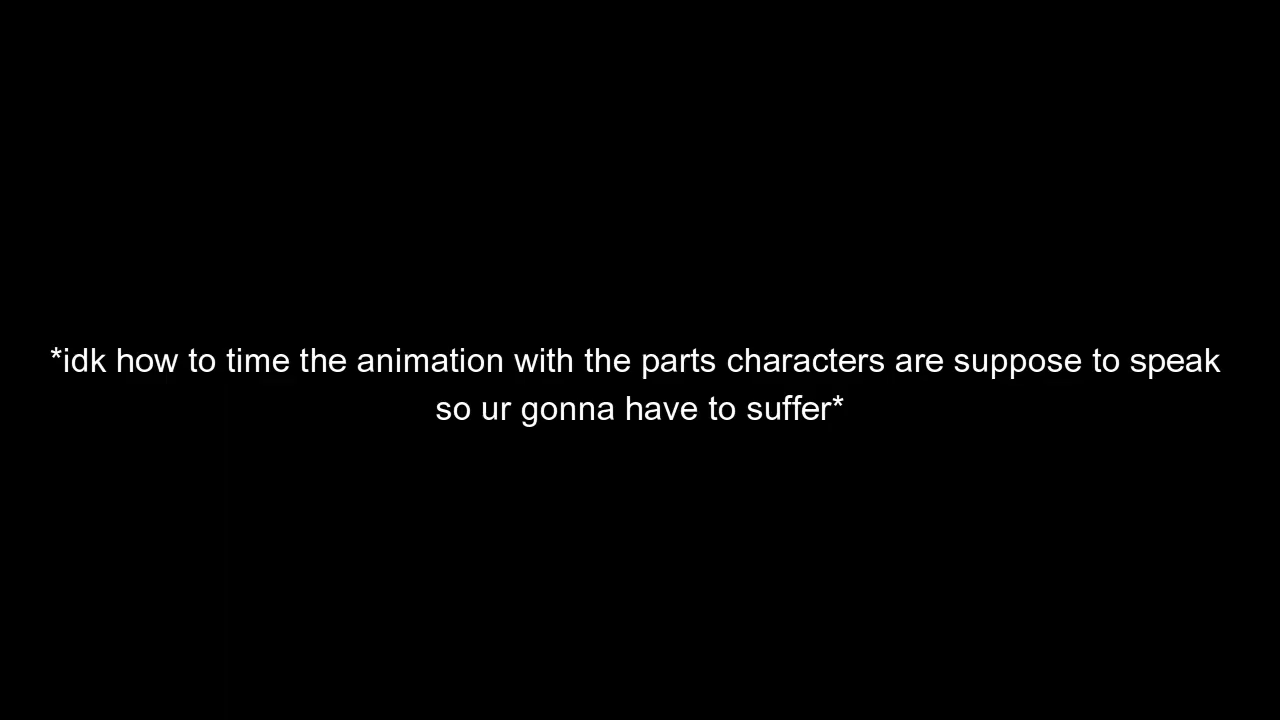 *idk how to time the animation with the parts characters are suppose to speak
so ur gonna have to suffer*